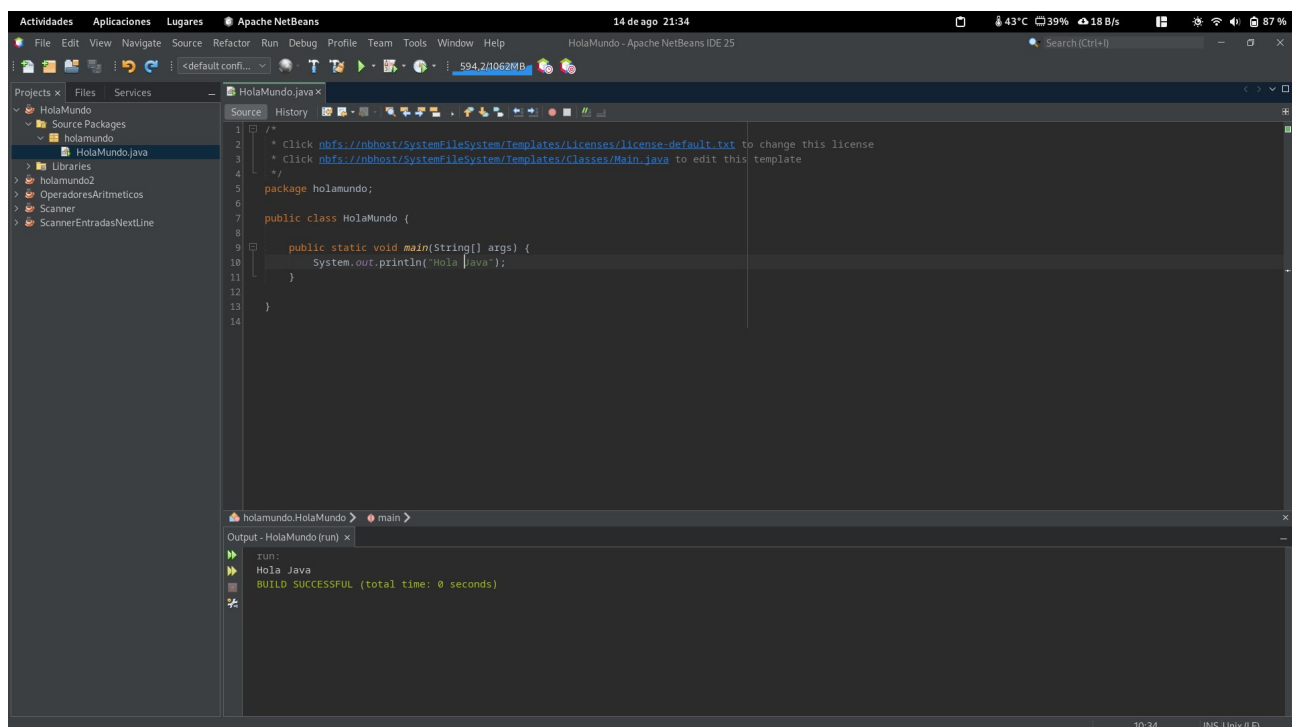 Actividades Aplicaciones Lugares Apache NetBeans 14 de ago 21:34 43°C 39% 18 B/s 87 %
File Edit View Navigate Source Refactor Run Debug Profile Team Tools Window Help HolaMundo - Apache NetBeans IDE 25 Search (Ctrl+I)
<default confi... 594,2/1062MB
Projects Files Services
HolaMundo
Source Packages
holamundo
HolaMundo.java
Libraries
holamundo2
OperadoresAritmeticos
Scanner
ScannerEntradasNextLine
HolaMundo.java
Source History
1 /*
2 * Click nbfs://nbhost/SystemFileSystem/Templates/Licenses/license-default.txt to change this license
3 * Click nbfs://nbhost/SystemFileSystem/Templates/Classes/Main.java to edit this template
4 */
5 package holamundo;
6
7 public class HolaMundo {
8
9 public static void main(String[] args) {
10 System.out.println("Hola Java");
11 }
12
13 }
14
holamundo.HolaMundo main
Output - HolaMundo (run)
run:
Hola Java
BUILD SUCCESSFUL (total time: 0 seconds)
10:34 INS Unix (LF)